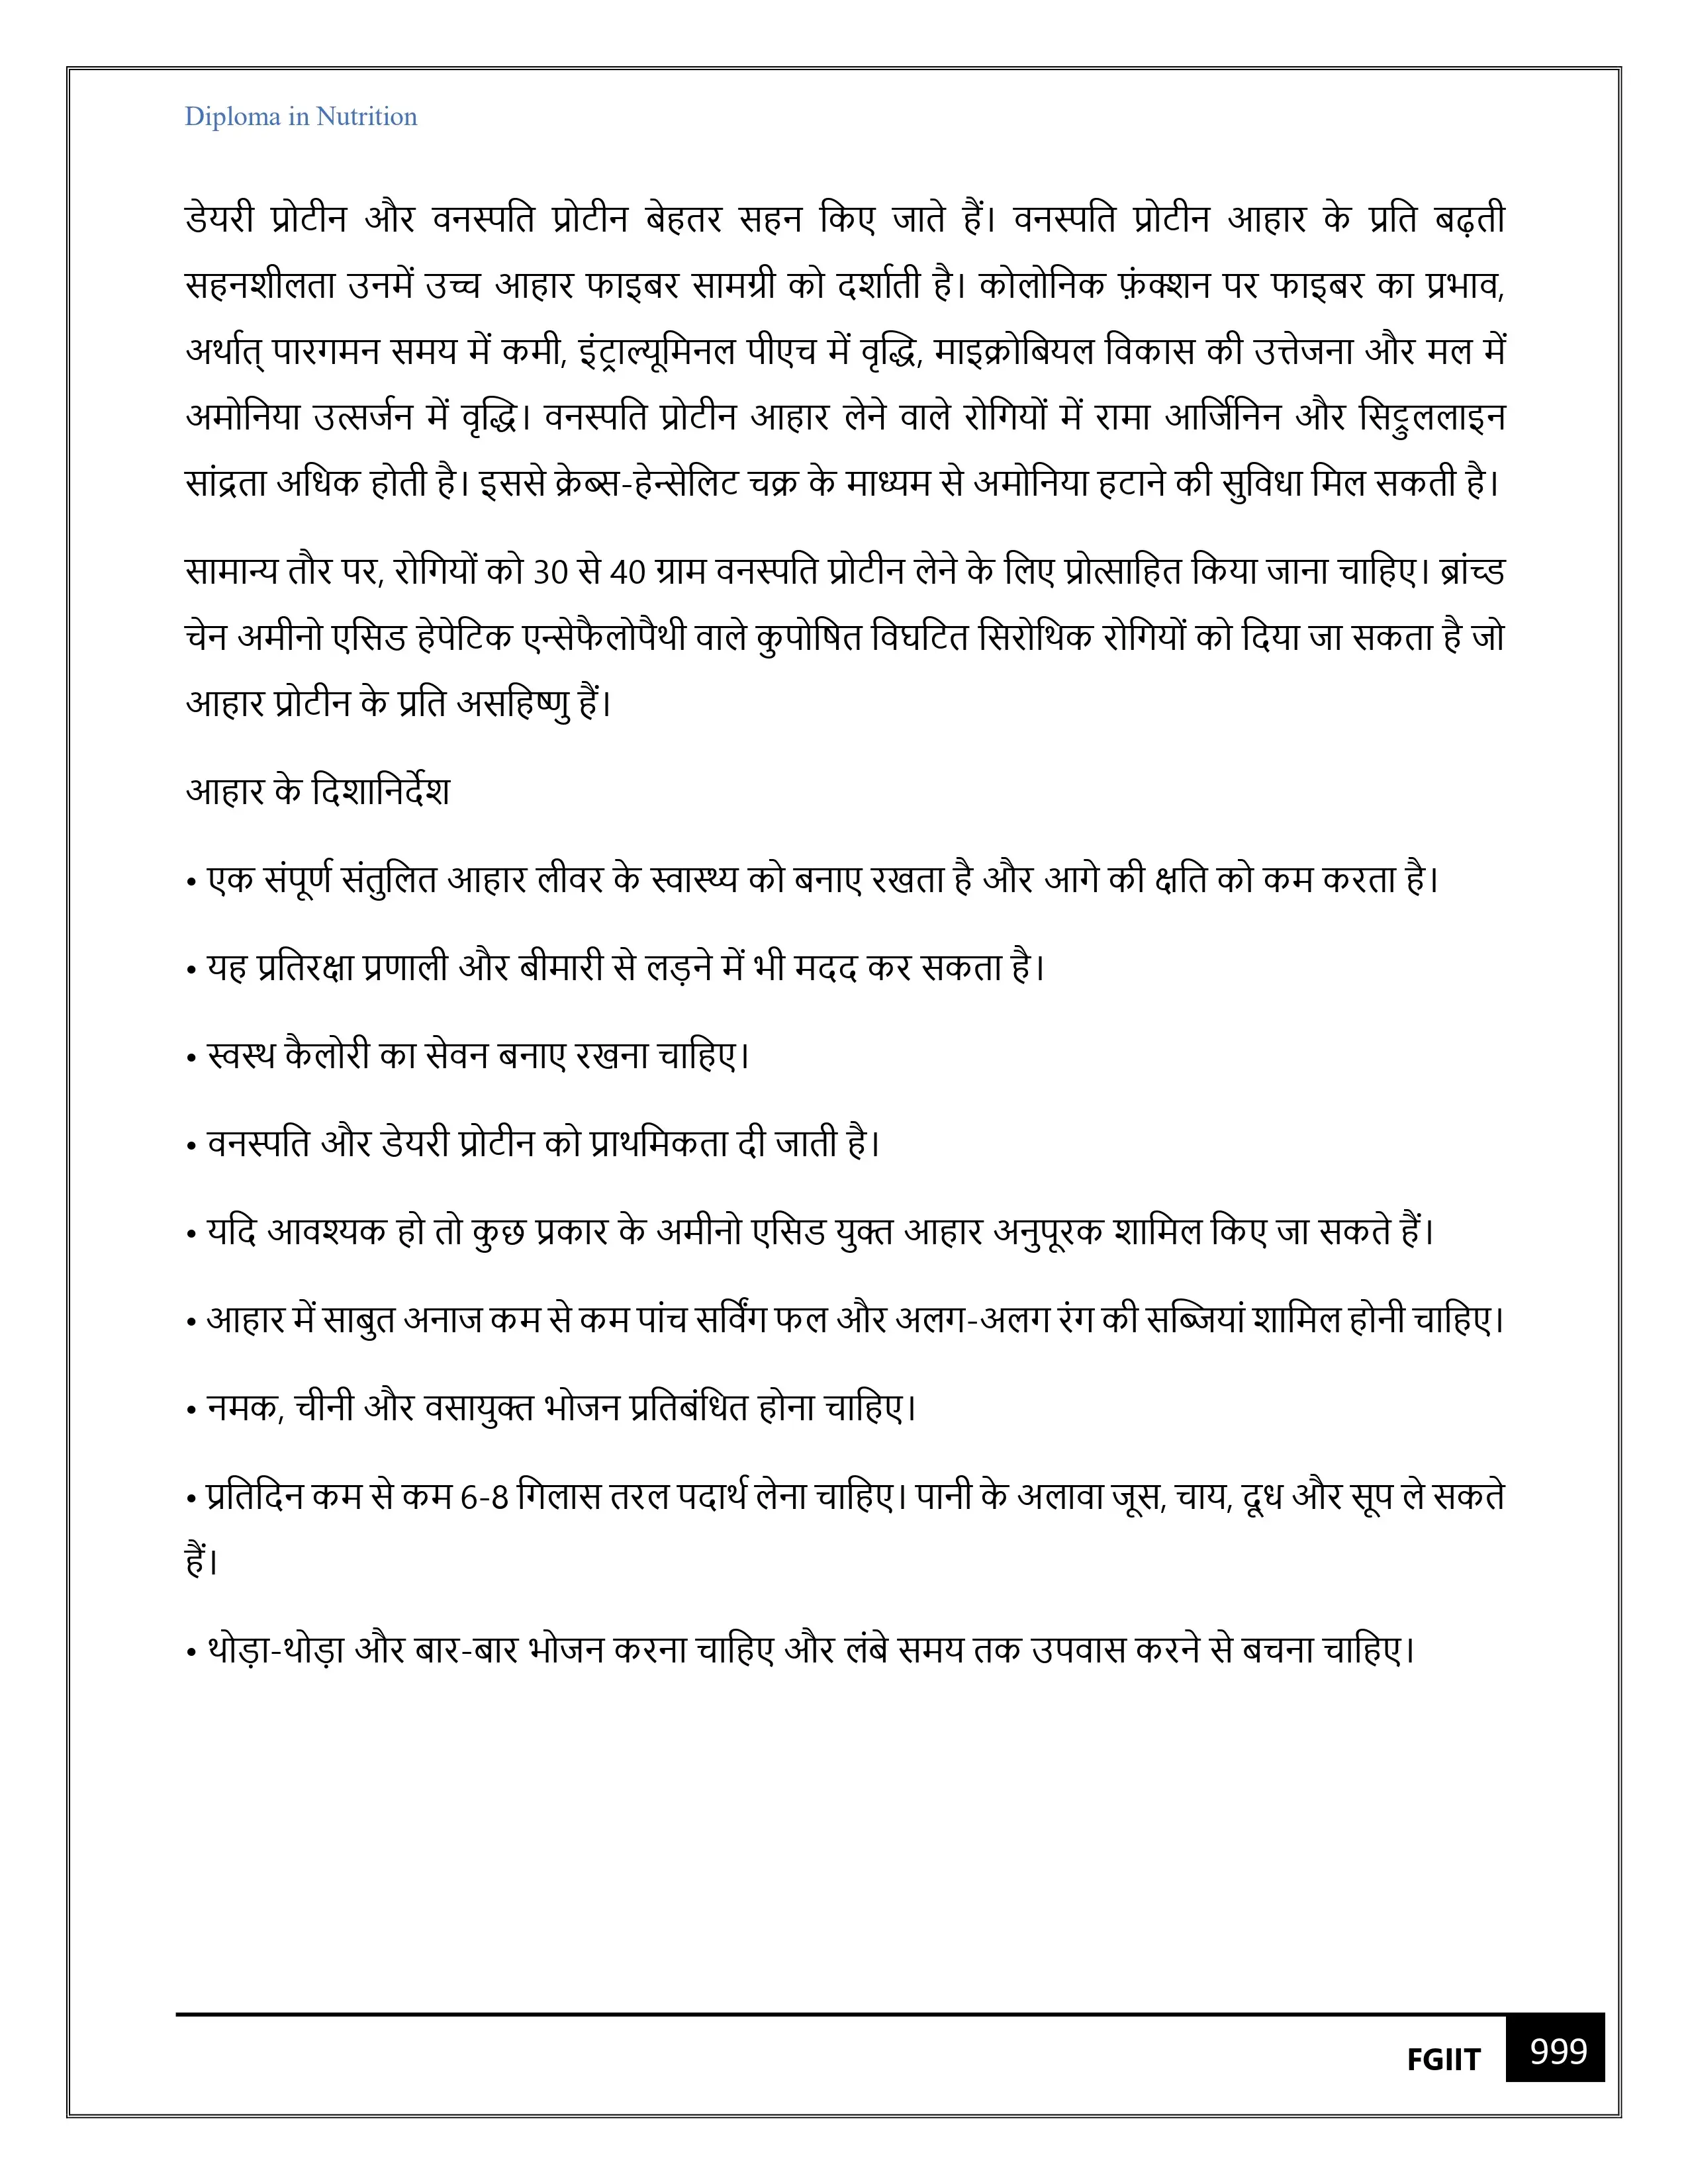 Diploma in Nutrition
डेयरी प्रोटीन और वनस्पति प्रोटीन बेहतर सहन किए जाते हैं। वनस्पति प्रोटीन आहार के प्रति बढ़ती
सहनशीलता उनमें उच्च आहार फाइबर सामग्री को दर्शाती है। कोलोनिक फ़ंक्शन पर फाइबर का प्रभाव,
अर्थात् पारगमन समय में कमी, इंट्राल्यूमिनल पीएच में वृद्धि, माइक्रोबियल विकास की उत्तेजना और मल में
अमोनिया उत्सर्जन में वृद्धि। वनस्पति प्रोटीन आहार लेने वाले रोगियों में रामा आर्जिनिन और सिट्रुललाइन
सांद्रता अधिक होती है। इससे क्रेब्स-हेन्सेलिट चक्र के माध्यम से अमोनिया हटाने की सुविधा मिल सकती है।
सामान्य तौर पर, रोगियों को 30 से 40 ग्राम वनस्पति प्रोटीन लेने के लिए प्रोत्साहित किया जाना चाहिए। ब्रांच्ड
चेन अमीनो एसिड हेपेटिक एन्सेफैलोपैथी वाले कुपोषित विघटित सिरोथिक रोगियों को दिया जा सकता है जो
आहार प्रोटीन के प्रति असहिष्णु हैं।
आहार के दिशानिर्देश
• एक संपूर्ण संतुलित आहार लीवर के स्वास्थ्य को बनाए रखता है और आगे की क्षति को कम करता है।
• यह प्रतिरक्षा प्रणाली और बीमारी से लड़ने में भी मदद कर सकता है।
• स्वस्थ कैलोरी का सेवन बनाए रखना चाहिए।
• वनस्पति और डेयरी प्रोटीन को प्राथमिकता दी जाती है।
• यदि आवश्यक हो तो कुछ प्रकार के अमीनो एसिड युक्त आहार अनुपूरक शामिल किए जा सकते हैं।
• आहार में साबुत अनाज कम से कम पांच सर्विंग फल और अलग-अलग रंग की सब्जियां शामिल होनी चाहिए।
• नमक, चीनी और वसायुक्त भोजन प्रतिबंधित होना चाहिए।
• प्रतिदिन कम से कम 6-8 गिलास तरल पदार्थ लेना चाहिए। पानी के अलावा जूस, चाय, दूध और सूप ले सकते
हैं।
• थोड़ा-थोड़ा और बार-बार भोजन करना चाहिए और लंबे समय तक उपवास करने से बचना चाहिए।
FGIIT 999